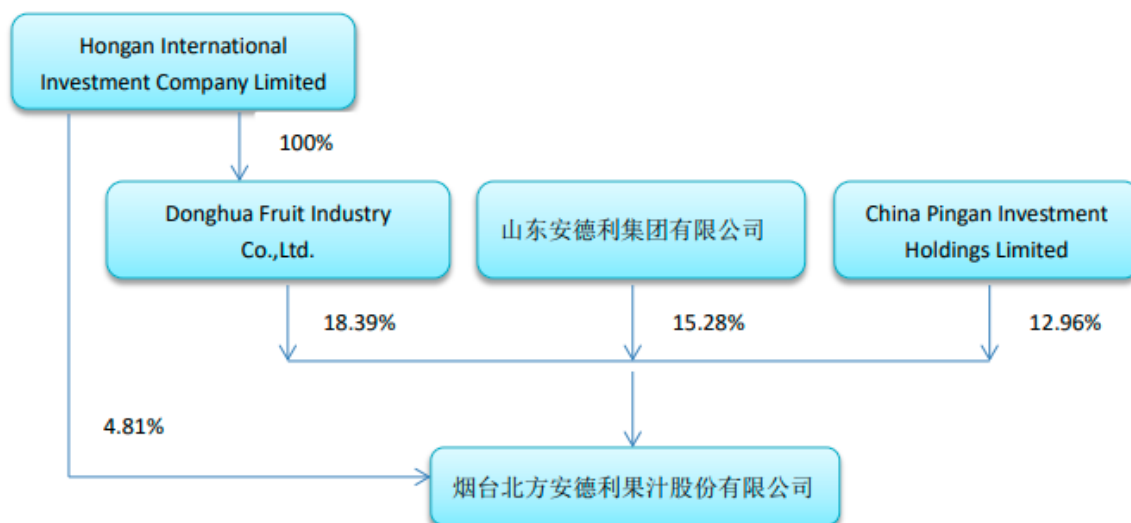 Hongan International
Investment Company Limited
100%
Donghua Fruit Industry
Co.,Ltd.
山东安德利集团有限公司
China Pingan Investment
Holdings Limited
18.39%
15.28%
12.96%
4.81%
烟台北方安德利果汁股份有限公司